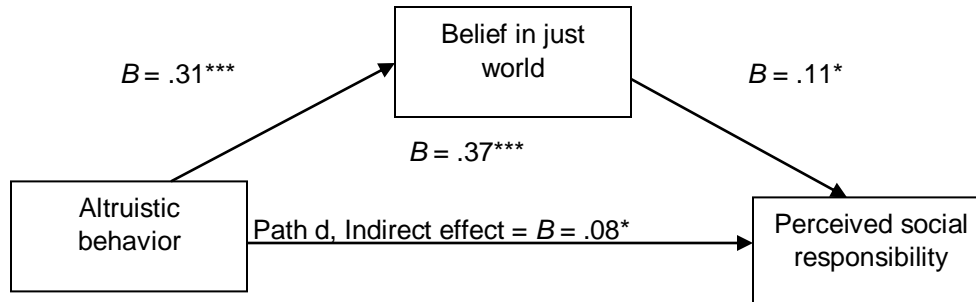 Belief in just
world
B = .31***
B = .11*
B = .37***
Altruistic
behavior
Path d, Indirect effect = B = .08*
Perceived social
responsibility